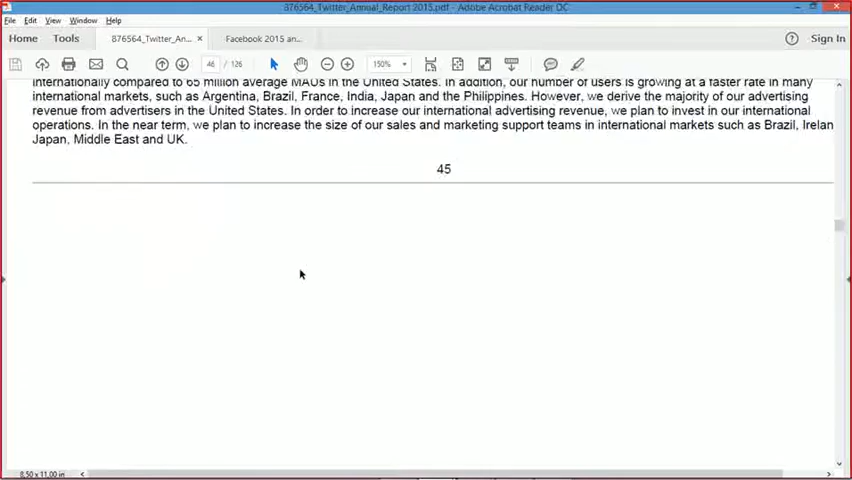 876564_Twitter_Annual_Report 2015.pdf - Adobe Acrobat Reader DC
File Edit View Window Help
Home Tools 876564_Twitter_An... × Facebook 2015 an... ? Sign In
46 / 126 150%
internationally compared to 65 million average MAUs in the United States. In addition, our number of users is growing at a faster rate in many
international markets, such as Argentina, Brazil, France, India, Japan and the Philippines. However, we derive the majority of our advertising
revenue from advertisers in the United States. In order to increase our international advertising revenue, we plan to invest in our international
operations. In the near term, we plan to increase the size of our sales and marketing support teams in international markets such as Brazil, Irelan
Japan, Middle East and UK.
45
8.50 x 11.00 in